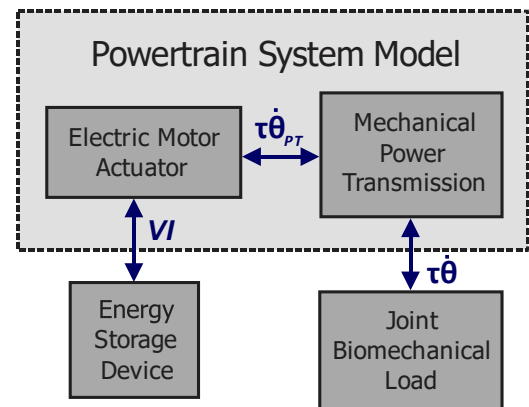 Powertrain System Model
Electric Motor
Actuator
τθ̇PT
Mechanical
Power
Transmission
VI
τθ̇
Energy
Storage
Device
Joint
Biomechanical
Load